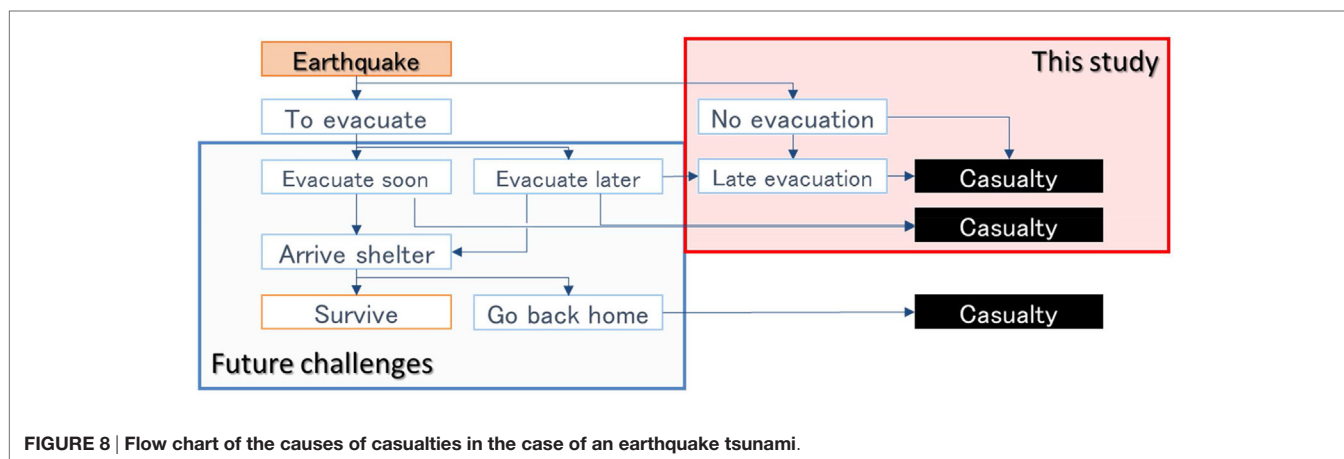 Earthquake
This study
To evacuate
No evacuation
Evacuate soon
Evacuate later
Late evacuation
Casualty
Casualty
Arrive shelter
Survive
Go back home
Casualty
Future challenges
FIGURE 8 | Flow chart of the causes of casualties in the case of an earthquake tsunami.